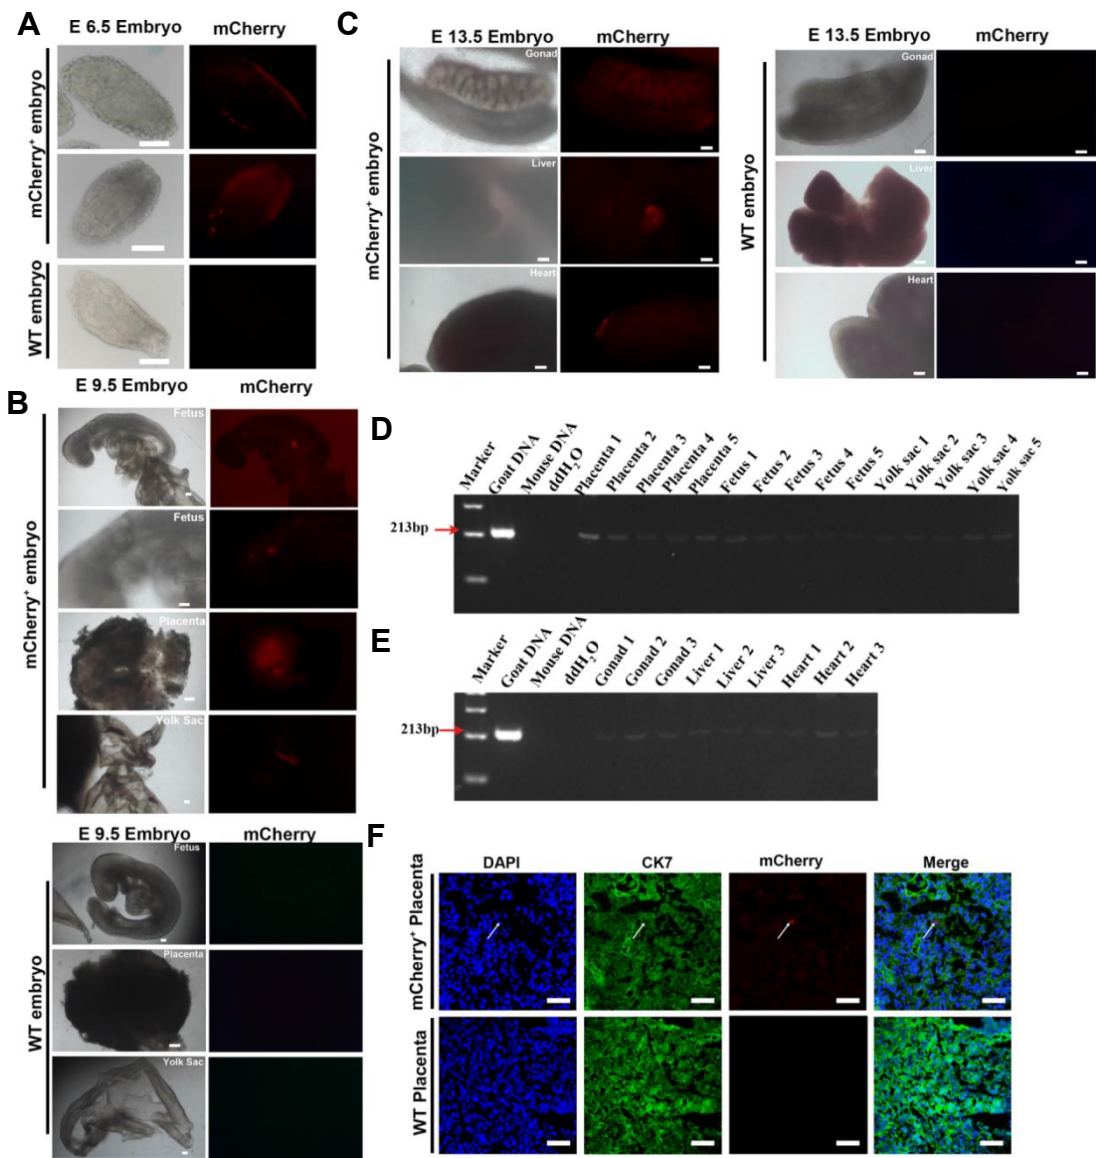 A
E 6.5 Embryo
mCherry
mCherry+ embryo
WT embryo
B
E 9.5 Embryo
mCherry
mCherry+ embryo
Fetus
Fetus
Placenta
Yolk Sac
E 9.5 Embryo
mCherry
WT embryo
Fetus
Placenta
Yolk Sac
C
E 13.5 Embryo
mCherry
mCherry+ embryo
Gonad
Liver
Heart
E 13.5 Embryo
mCherry
WT embryo
Gonad
Liver
Heart
D
Marker
Goat DNA
Mouse DNA
ddH2O
Placenta 1
Placenta 2
Placenta 3
Placenta 4
Placenta 5
Fetus 1
Fetus 2
Fetus 3
Fetus 4
Fetus 5
Yolk sac 1
Yolk sac 2
Yolk sac 3
Yolk sac 4
Yolk sac 5
213bp
E
Marker
Goat DNA
Mouse DNA
ddH2O
Gonad 1
Gonad 2
Gonad 3
Liver 1
Liver 2
Liver 3
Heart 1
Heart 2
Heart 3
213bp
F
DAPI
CK7
mCherry
Merge
mCherry+ Placenta
WT Placenta